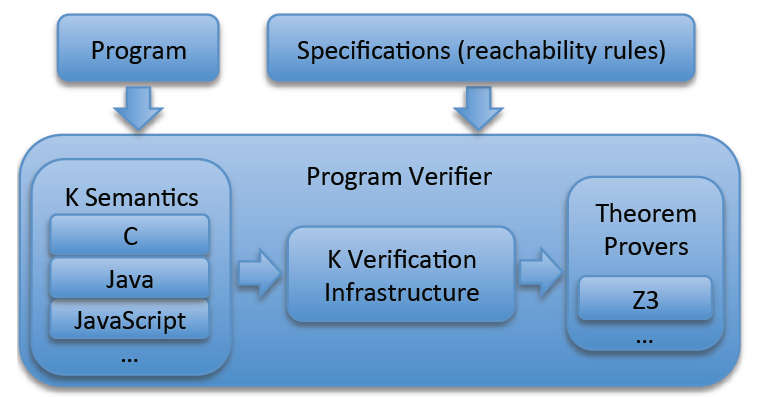 Program
Specifications (reachability rules)
Program Verifier
K Semantics
C
Java
JavaScript
...
K Verification
Infrastructure
Theorem
Provers
Z3
...